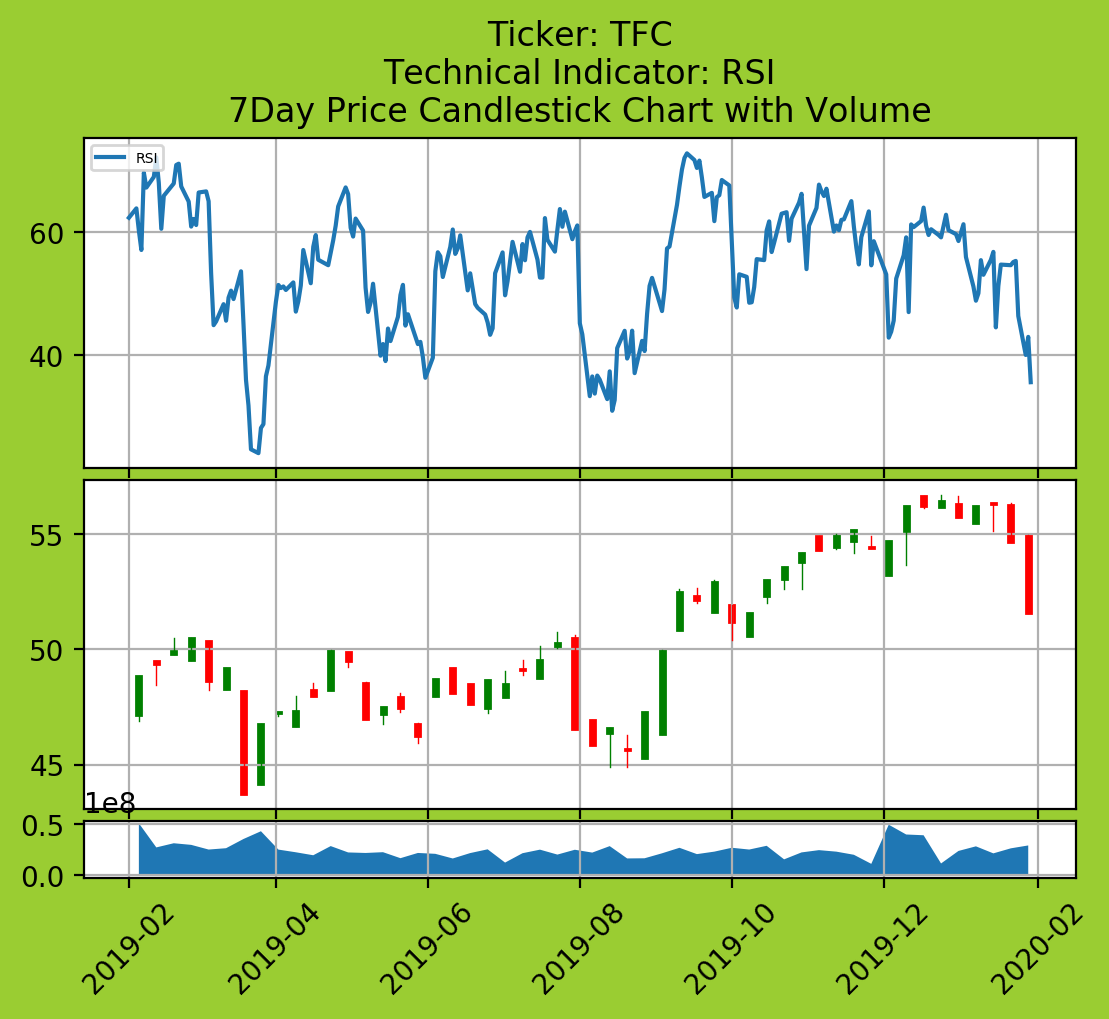 Ticker: TFC
Technical Indicator: RSI
7Day Price Candlestick Chart with Volume
RSI
60
40
55
50
45
1e8
0.5
0.0
2019-02
2019-04
2019-06
2019-08
2019-10
2019-12
2020-02